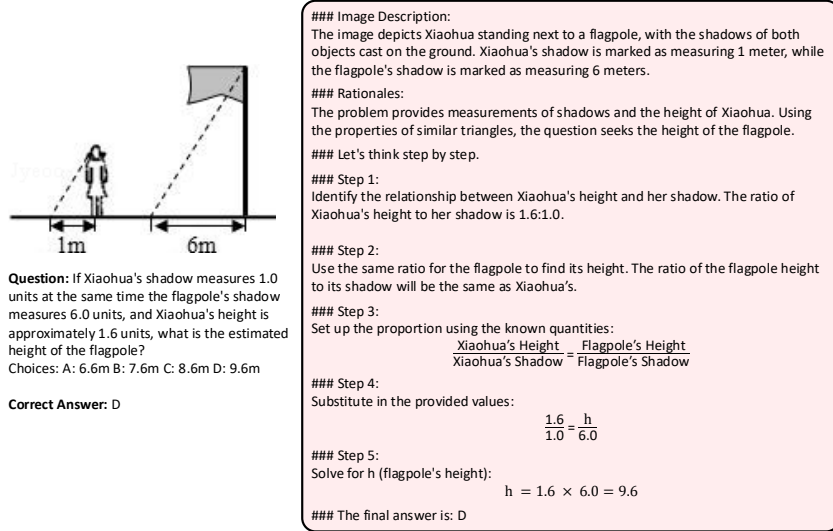 1m
6m
Question: If Xiaohua's shadow measures 1.0
units at the same time the flagpole's shadow
measures 6.0 units, and Xiaohua's height is
approximately 1.6 units, what is the estimated
height of the flagpole?
Choices: A: 6.6m B: 7.6m C: 8.6m D: 9.6m
Correct Answer: D
### Image Description:
The image depicts Xiaohua standing next to a flagpole, with the shadows of both
objects cast on the ground. Xiaohua's shadow is marked as measuring 1 meter, while
the flagpole's shadow is marked as measuring 6 meters.
### Rationales:
The problem provides measurements of shadows and the height of Xiaohua. Using
the properties of similar triangles, the question seeks the height of the flagpole.
### Let's think step by step.
### Step 1:
Identify the relationship between Xiaohua's height and her shadow. The ratio of
Xiaohua's height to her shadow is 1.6:1.0.
### Step 2:
Use the same ratio for the flagpole to find its height. The ratio of the flagpole height
to its shadow will be the same as Xiaohua’s.
### Step 3:
Set up the proportion using the known quantities:
Xiaohua’s Height = Flagpole’s Height
Xiaohua’s Shadow Flagpole’s Shadow
### Step 4:
Substitute in the provided values:
1.6 = h
1.0 6.0
### Step 5:
Solve for h (flagpole's height):
h = 1.6 × 6.0 = 9.6
### The final answer is: D